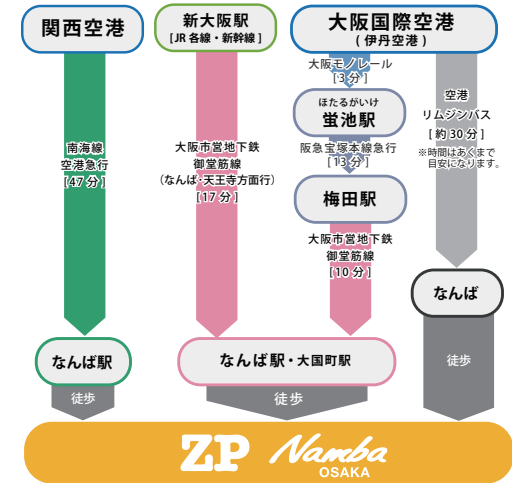 関西空港
南海線
空港急行
[47分]
なんば駅
徒歩
新大阪駅
[JR各線・新幹線]
大阪市営地下鉄
御堂筋線
(なんば・天王寺方面行)
[17分]
大阪国際空港
(伊丹空港)
大阪モノレール
[3分]
ほたるがいけ
蛍池駅
阪急宝塚本線急行
[13分]
梅田駅
大阪市営地下鉄
御堂筋線
[10分]
なんば駅・大国町駅
徒歩
空港
リムジンバス
[約30分]
※時間はあくまで
目安になります。
なんば
徒歩
ZP Namba
OSAKA